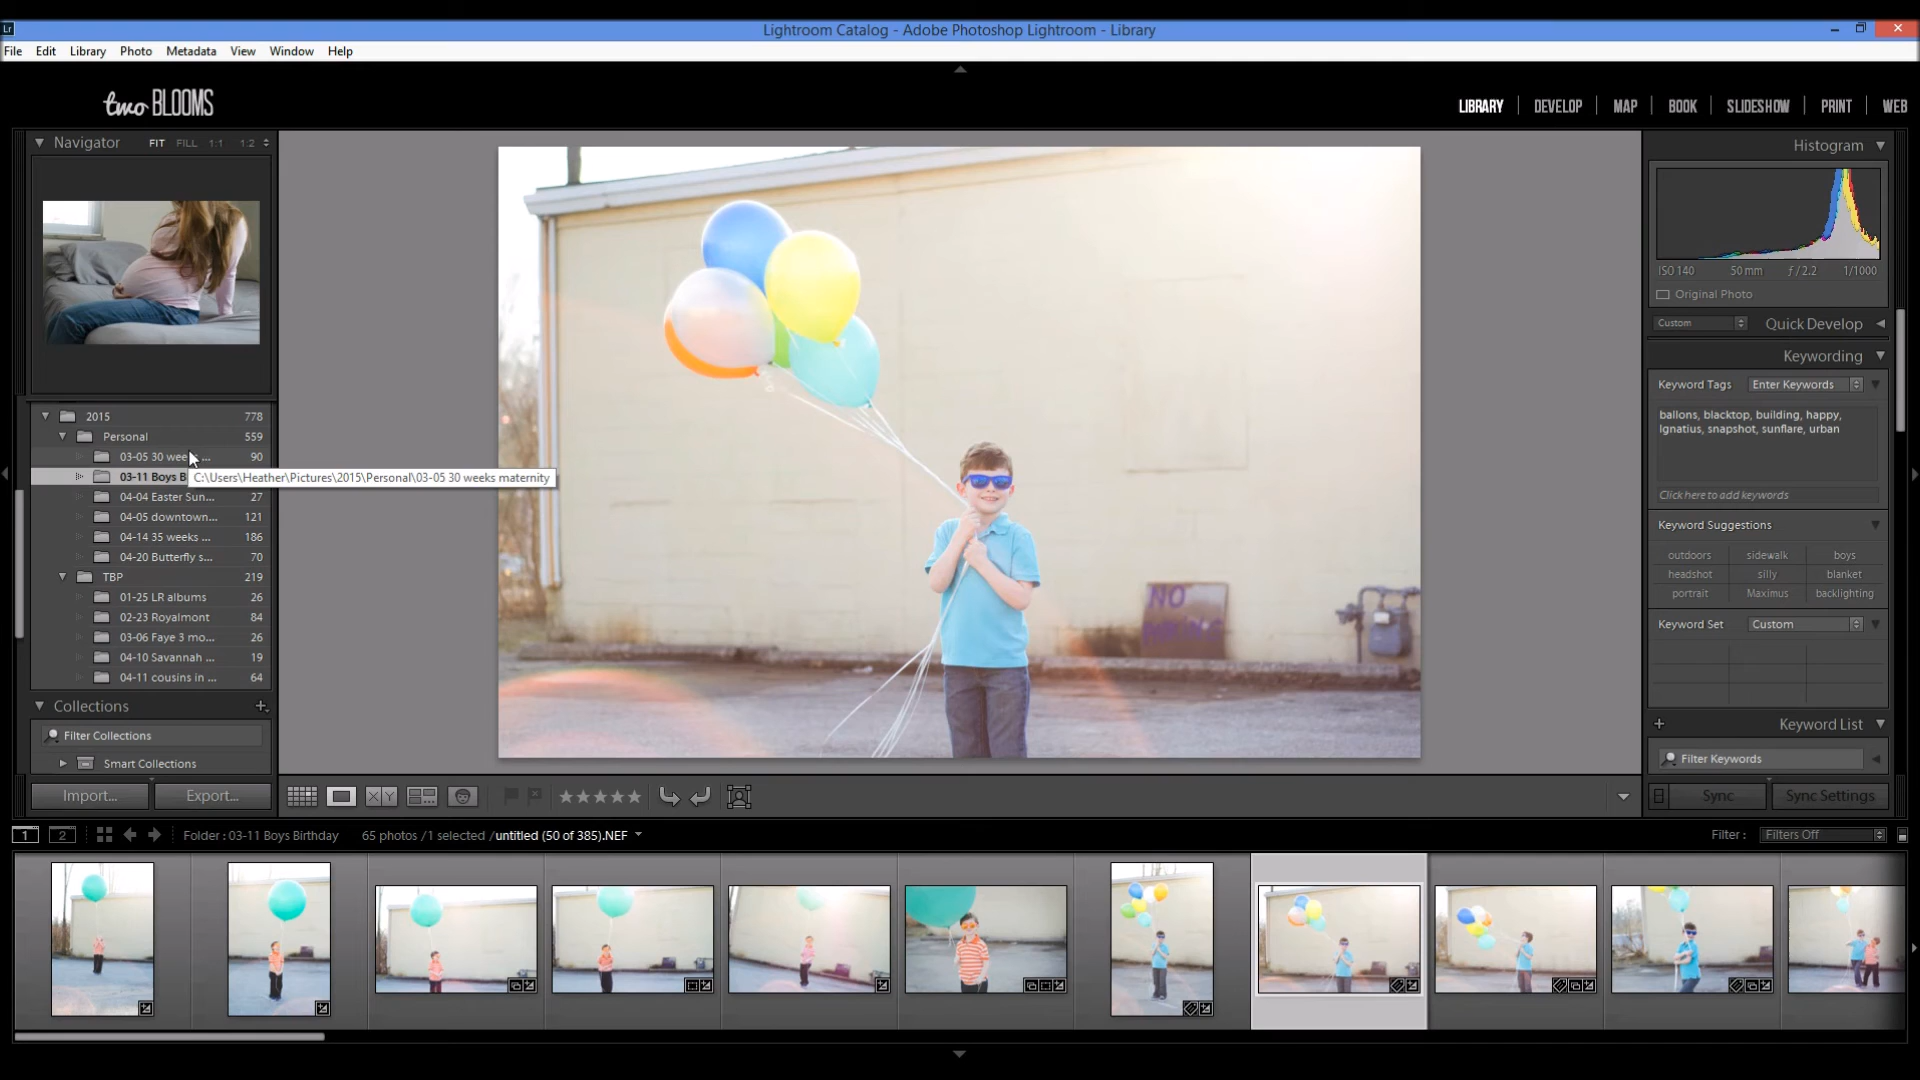 Lr
Lightroom Catalog - Adobe Photoshop Lightroom - Library
File Edit Library Photo Metadata View Window Help
two BLOOMS
LIBRARY DEVELOP MAP BOOK SLIDESHOW PRINT WEB
Navigator FIT FILL 1:1 1:2
2015 778
Personal 559
03-05 30 wee... 90
03-11 Boys B
C:\Users\Heather\Pictures\2015\Personal\03-05 30 weeks maternity
04-04 Easter Sun... 27
04-05 downtown... 121
04-14 35 weeks ... 186
04-20 Butterfly s... 70
TBP 219
01-25 LR albums 26
02-23 Royalmont 84
03-06 Faye 3 mo... 26
04-10 Savannah ... 19
04-11 cousins in ... 64
Collections +
Filter Collections
Smart Collections
Import... Export...
NO
PARKING
Histogram
ISO 140 50 mm ƒ / 2.2 1/1000
Original Photo
Custom Quick Develop
Keywording
Keyword Tags Enter Keywords
ballons, blacktop, building, happy,
Ignatius, snapshot, sunflare, urban
Click here to add keywords
Keyword Suggestions
outdoors sidewalk boys
headshot silly blanket
portrait Maximus backlighting
Keyword Set Custom
+ Keyword List
Filter Keywords
Sync Sync Settings
X Y
1 2 Folder : 03-11 Boys Birthday 65 photos / 1 selected / untitled (50 of 385).NEF Filter : Filters Off